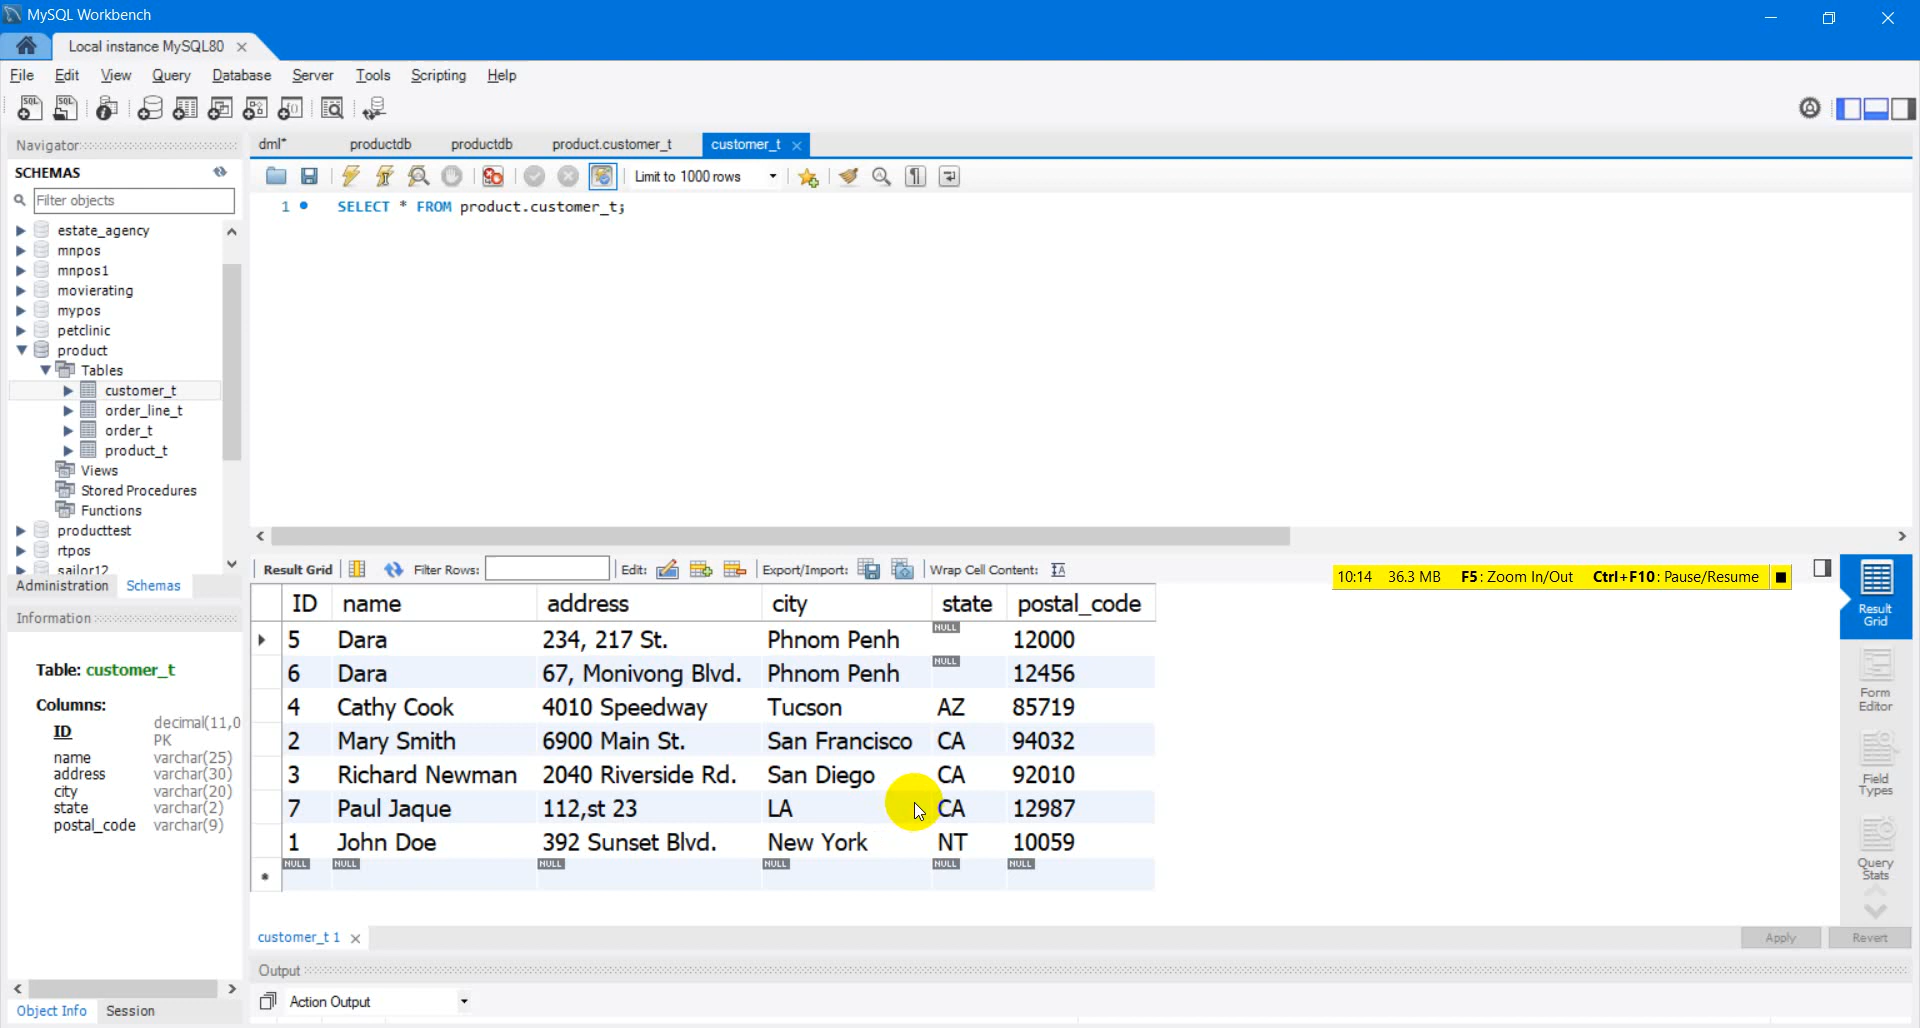 MySQL Workbench
Local instance MySQL80
File Edit View Query Database Server Tools Scripting Help
Navigator
dml* productdb productdb product.customer_t customer_t
SCHEMAS
Limit to 1000 rows
Filter objects
1 SELECT * FROM product.customer_t;
estate_agency
mnpos
mnpos1
movierating
mypos
petclinic
product
Tables
customer_t
order_line_t
order_t
product_t
Views
Stored Procedures
Functions
producttest
rtpos
sailor12
Administration Schemas
Information
Table: customer_t
Columns:
ID decimal(11,0
PK
name varchar(25)
address varchar(30)
city varchar(20)
state varchar(2)
postal_code varchar(9)
Object Info Session
Result Grid Filter Rows: Edit: Export/Import: Wrap Cell Content:
10:14 36.3 MB F5: Zoom In/Out Ctrl+F10: Pause/Resume
ID name address city state postal_code
5 Dara 234, 217 St. Phnom Penh NULL 12000
6 Dara 67, Monivong Blvd. Phnom Penh NULL 12456
4 Cathy Cook 4010 Speedway Tucson AZ 85719
2 Mary Smith 6900 Main St. San Francisco CA 94032
3 Richard Newman 2040 Riverside Rd. San Diego CA 92010
7 Paul Jaque 112,st 23 LA CA 12987
1 John Doe 392 Sunset Blvd. New York NT 10059
NULL NULL NULL NULL NULL NULL
Result
Grid
Form
Editor
Field
Types
Query
Stats
customer_t 1
Apply Revert
Output
Action Output